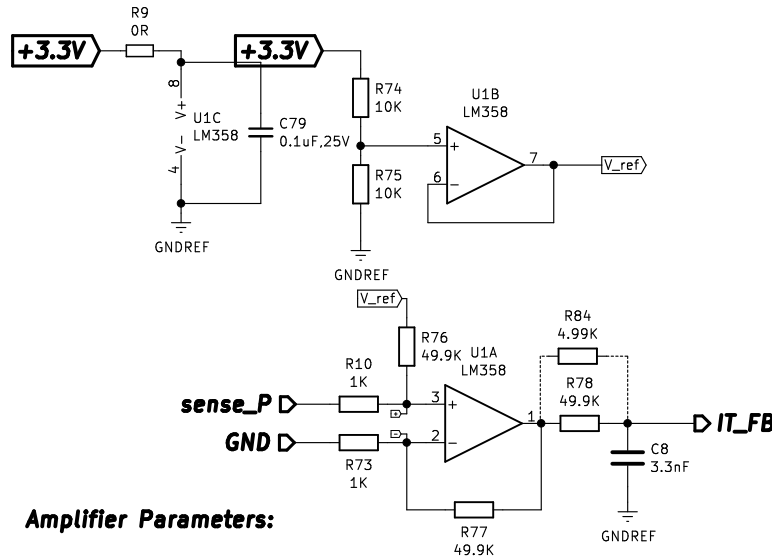 R9
0R
+3.3V
+3.3V
8
V+
U1C
LM358
V-
4
C79
0.1uF,25V
GNDREF
R74
10K
R75
10K
GNDREF
U1B
LM358
5
+
6
-
7
V_ref
V_ref
R76
49.9K
R10
1K
sense_P
GND
R73
1K
+
-
U1A
LM358
3
+
2
-
1
R77
49.9K
R84
4.99K
R78
49.9K
IT_FB
C8
3.3nF
GNDREF
Amplifier Parameters: